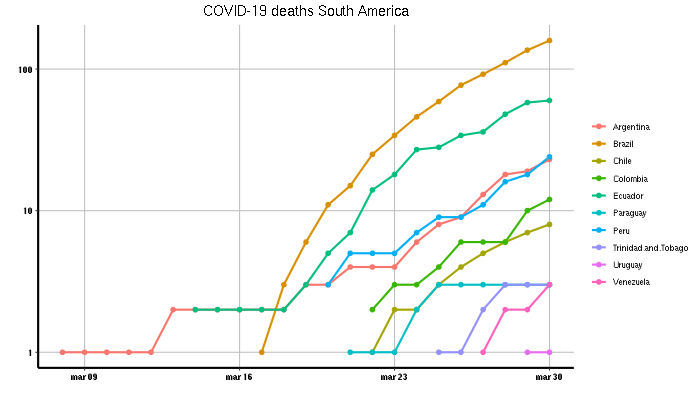 COVID-19 deaths South America
100
10
1
mar 09
mar 16
mar 23
mar 30
Argentina
Brazil
Chile
Colombia
Ecuador
Paraguay
Peru
Trinidad.and.Tobago
Uruguay
Venezuela